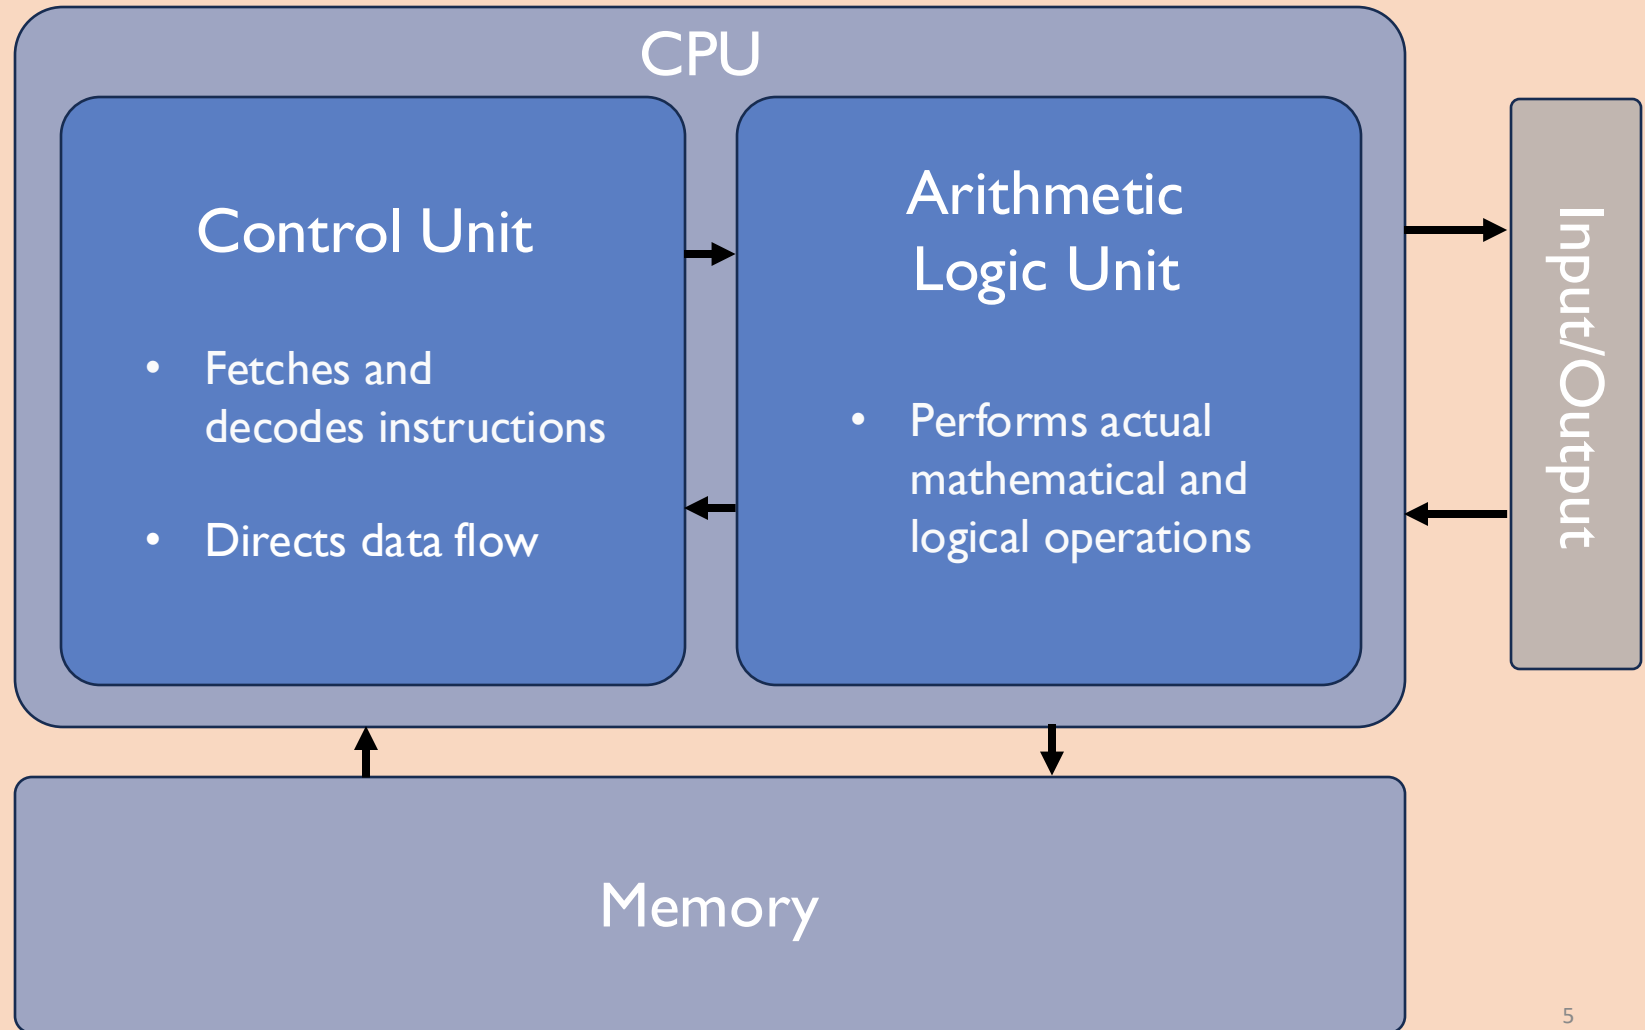 CPU
Control Unit
• Fetches and
decodes instructions
• Directs data flow
Arithmetic
Logic Unit
• Performs actual
mathematical and
logical operations
Input/Output
Memory
5